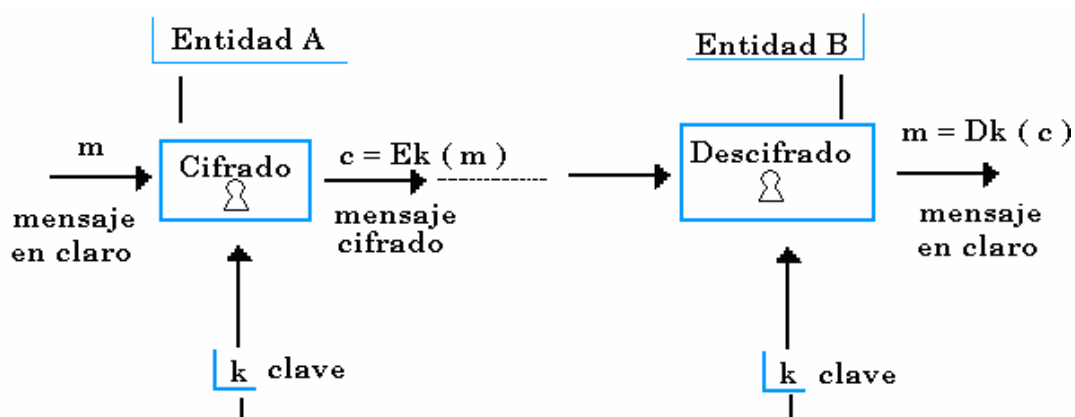 Entidad A
Entidad B
m
Cifrado
c = Ek ( m )
Descifrado
m = Dk ( c )
mensaje
en claro
mensaje
cifrado
mensaje
en claro
k clave
k clave